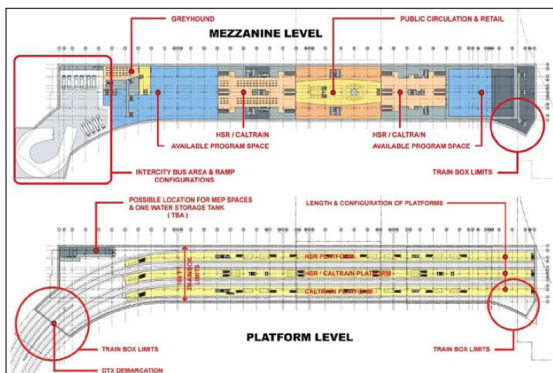 GREYHOUND
PUBLIC CIRCULATION & RETAIL
MEZZANINE LEVEL
HSR / CALTRAIN
AVAILABLE PROGRAM SPACE
HSR / CALTRAIN
AVAILABLE PROGRAM SPACE
INTERCITY BUS AREA & RAMP
CONFIGURATIONS
TRAIN BOX LIMITS
POSSIBLE LOCATION FOR MEP SPACES
& ONE WATER STORAGE TANK
( TBA )
LENGTH & CONFIGURATION OF PLATFORMS
HSR PLATFORM
TRAINBOX
LIMITS
HSR / CALTRAIN PLATFORM
CALTRAIN PLATFORM
PLATFORM LEVEL
TRAIN BOX LIMITS
TRAIN BOX LIMITS
DTX DEMARCATION